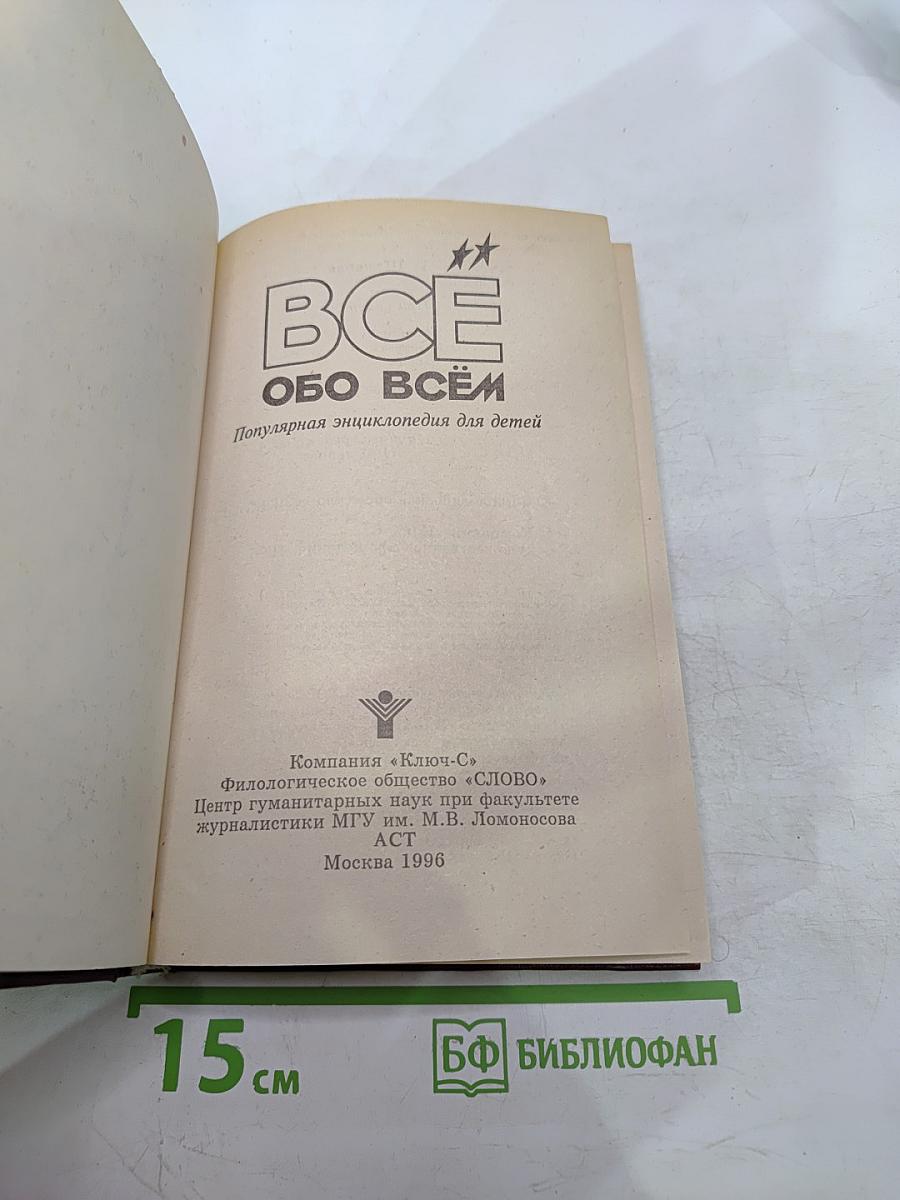 ВСЁ
ОБО ВСЁМ
Популярная энциклопедия для детей
Компания «Ключ-С»
Филологическое общество «СЛОВО»
Центр гуманитарных наук при факультете
журналистики МГУ им. М.В. Ломоносова
АСТ
Москва 1996
15 см
БФ БИБЛИОФАН